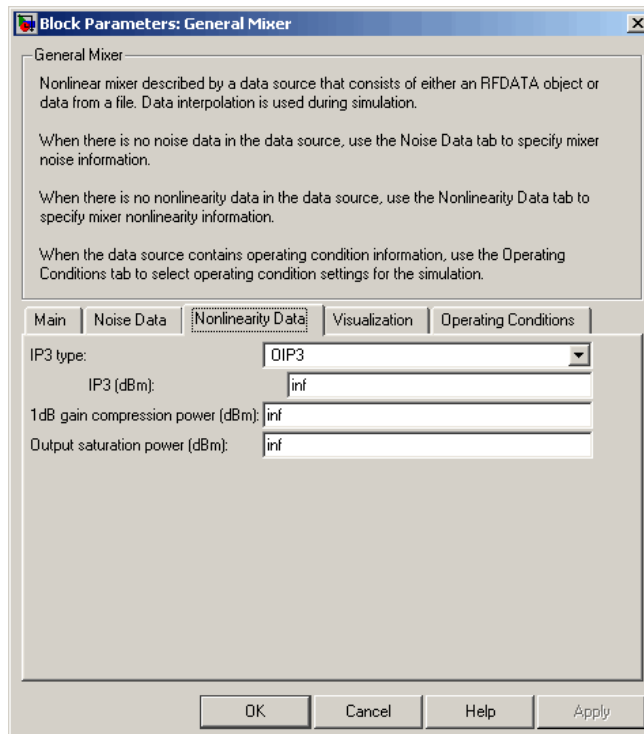 Block Parameters: General Mixer
General Mixer
Nonlinear mixer described by a data source that consists of either an RFDATA object or
data from a file. Data interpolation is used during simulation.
When there is no noise data in the data source, use the Noise Data tab to specify mixer
noise information.
When there is no nonlinearity data in the data source, use the Nonlinearity Data tab to
specify mixer nonlinearity information.
When the data source contains operating condition information, use the Operating
Conditions tab to select operating condition settings for the simulation.
Main Noise Data Nonlinearity Data Visualization Operating Conditions
IP3 type: OIP3
IP3 (dBm): inf
1dB gain compression power (dBm): inf
Output saturation power (dBm): inf
OK Cancel Help Apply